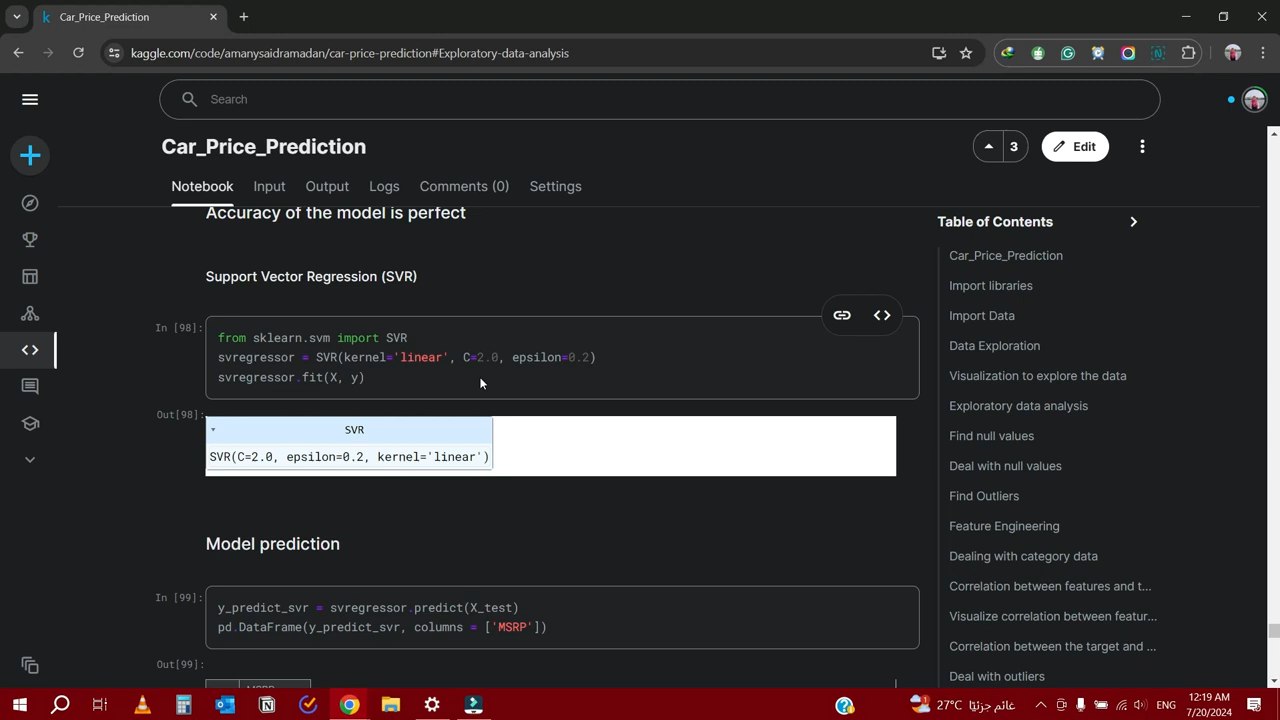 Car_Price_Prediction
kaggle.com/code/amanysaidramadan/car-price-prediction#Exploratory-data-analysis
Search
Car_Price_Prediction
3
Edit
Notebook
Input
Output
Logs
Comments (0)
Settings
Accuracy of the model is perfect
Support Vector Regression (SVR)
In [98]:
from sklearn.svm import SVR
svregressor = SVR(kernel='linear', C=2.0, epsilon=0.2)
svregressor.fit(X, y)
Out[98]:
SVR
SVR(C=2.0, epsilon=0.2, kernel='linear')
Model prediction
In [99]:
y_predict_svr = svregressor.predict(X_test)
pd.DataFrame(y_predict_svr, columns = ['MSRP'])
Out[99]:
MSRP
Table of Contents
Car_Price_Prediction
Import libraries
Import Data
Data Exploration
Visualization to explore the data
Exploratory data analysis
Find null values
Deal with null values
Find Outliers
Feature Engineering
Dealing with category data
Correlation between features and t...
Visualize correlation between featur...
Correlation between the target and ...
Deal with outliers
27°C غائم جزئيًا
ENG
12:19 AM
7/20/2024